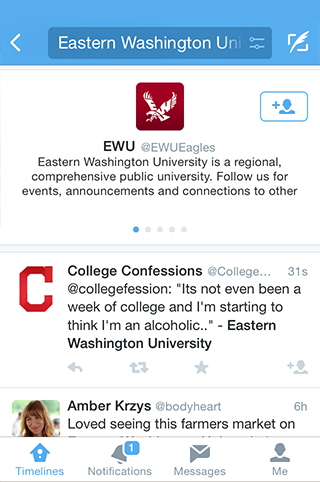 Eastern Washington Uni
EWU @EWUEagles
Eastern Washington University is a regional,
comprehensive public university. Follow us for
events, announcements and connections to other
College Confessions @College... 31s
@collegefession: "Its not even been a
week of college and I'm starting to
think I'm an alcoholic.." - Eastern
Washington University
Amber Krzys @bodyheart 6h
Loved seeing this farmers market on
1
Timelines Notifications Messages Me